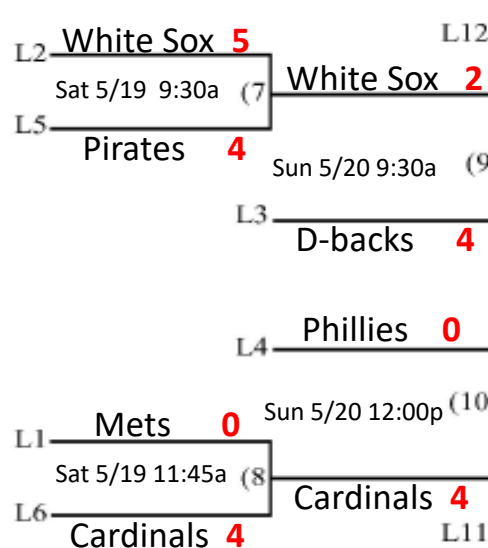 L12
L2 White Sox 5
Sat 5/19 9:30a (7
White Sox 2
L5
Pirates 4
Sun 5/20 9:30a (9
L3
D-backs 4
Phillies 0
L4
Mets 0
Sun 5/20 12:00p (10
L1
Sat 5/19 11:45a (8
Cardinals 4
L6
Cardinals 4
L11